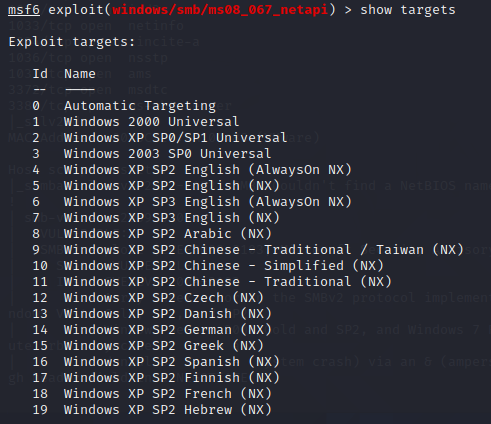 msf6 exploit(windows/smb/ms08_067_netapi) > show targets
Exploit targets:
Id Name
-- ----
0 Automatic Targeting
1 Windows 2000 Universal
2 Windows XP SP0/SP1 Universal
3 Windows 2003 SP0 Universal
4 Windows XP SP2 English (AlwaysOn NX)
5 Windows XP SP2 English (NX)
6 Windows XP SP3 English (AlwaysOn NX)
7 Windows XP SP3 English (NX)
8 Windows XP SP2 Arabic (NX)
9 Windows XP SP2 Chinese - Traditional / Taiwan (NX)
10 Windows XP SP2 Chinese - Simplified (NX)
11 Windows XP SP2 Chinese - Traditional (NX)
12 Windows XP SP2 Czech (NX)
13 Windows XP SP2 Danish (NX)
14 Windows XP SP2 German (NX)
15 Windows XP SP2 Greek (NX)
16 Windows XP SP2 Spanish (NX)
17 Windows XP SP2 Finnish (NX)
18 Windows XP SP2 French (NX)
19 Windows XP SP2 Hebrew (NX)